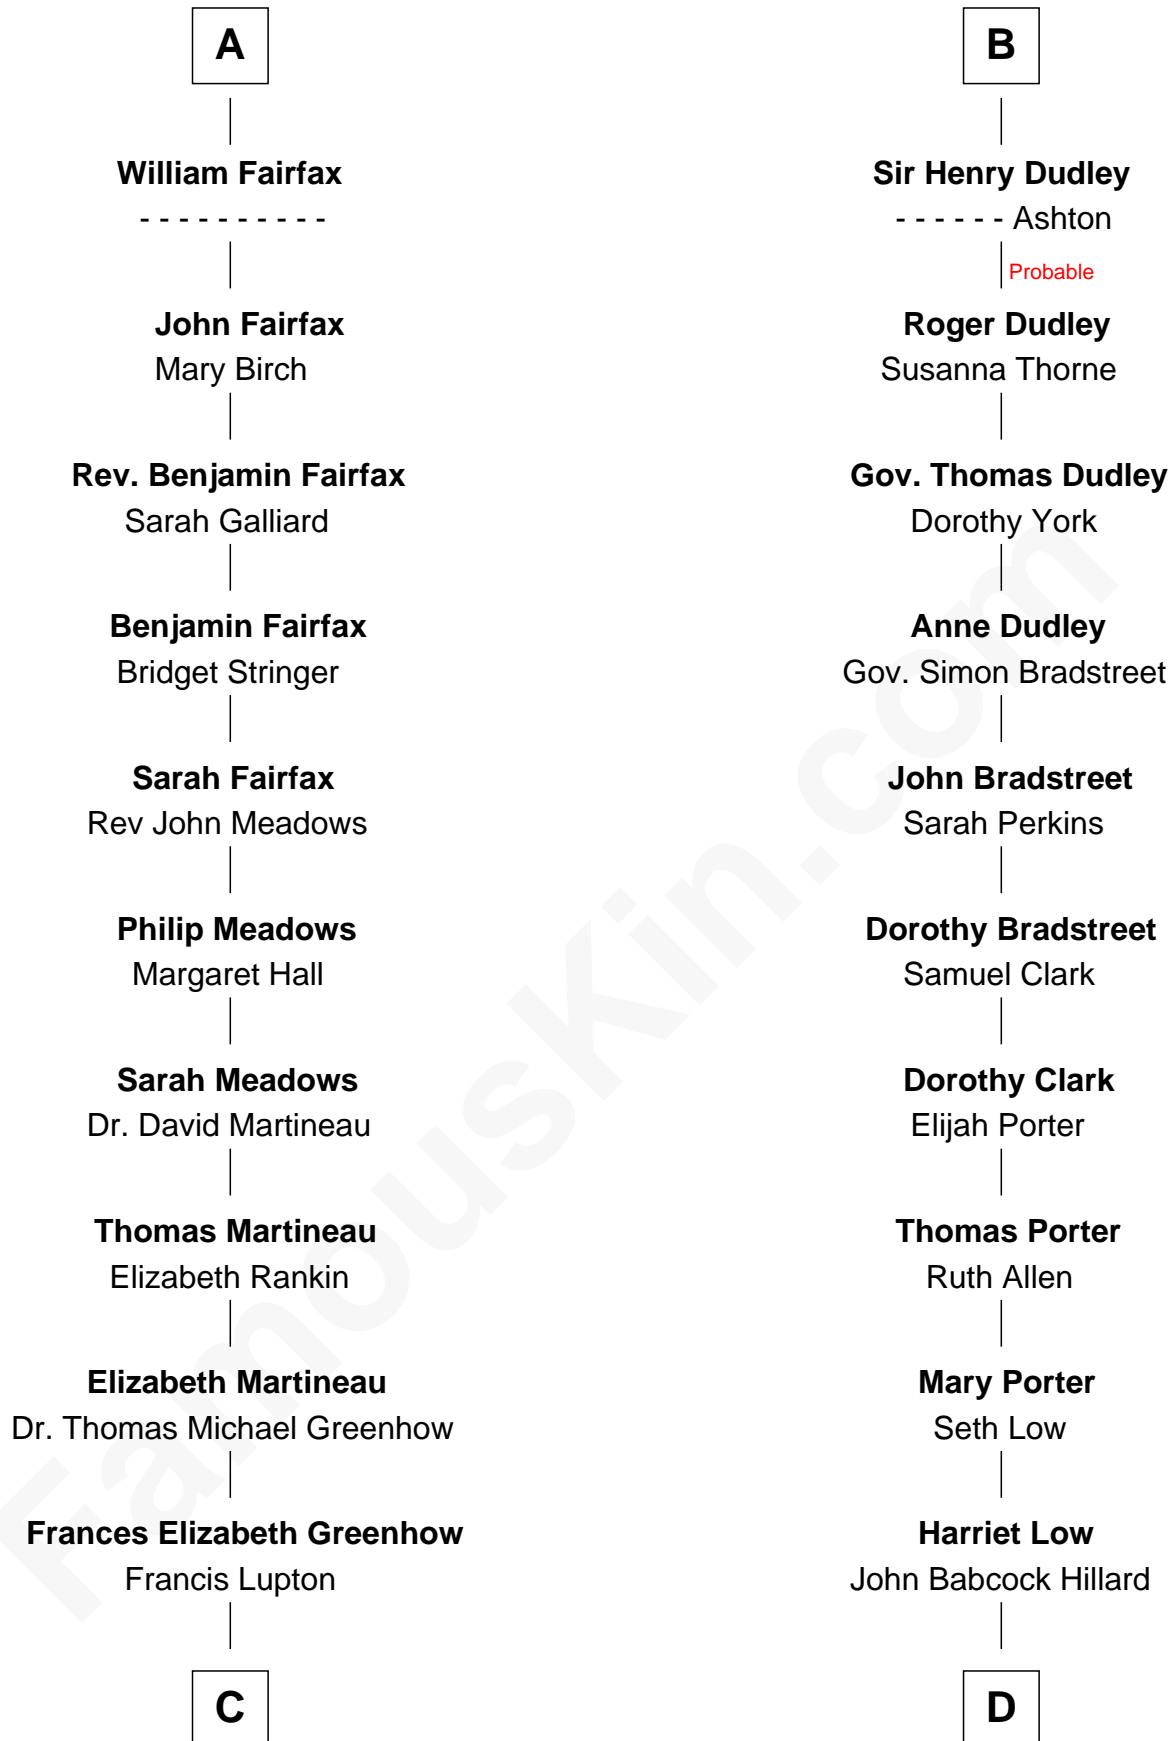 A
William Fairfax
- - - - - - - - - -
John Fairfax
Mary Birch
Rev. Benjamin Fairfax
Sarah Galliard
Benjamin Fairfax
Bridget Stringer
Sarah Fairfax
Rev John Meadows
Philip Meadows
Margaret Hall
Sarah Meadows
Dr. David Martineau
Thomas Martineau
Elizabeth Rankin
Elizabeth Martineau
Dr. Thomas Michael Greenhow
Frances Elizabeth Greenhow
Francis Lupton
C
B
Sir Henry Dudley
- - - - - - Ashton
Probable
Roger Dudley
Susanna Thorne
Gov. Thomas Dudley
Dorothy York
Anne Dudley
Gov. Simon Bradstreet
John Bradstreet
Sarah Perkins
Dorothy Bradstreet
Samuel Clark
Dorothy Clark
Elijah Porter
Thomas Porter
Ruth Allen
Mary Porter
Seth Low
Harriet Low
John Babcock Hillard
D
FamousKin.com